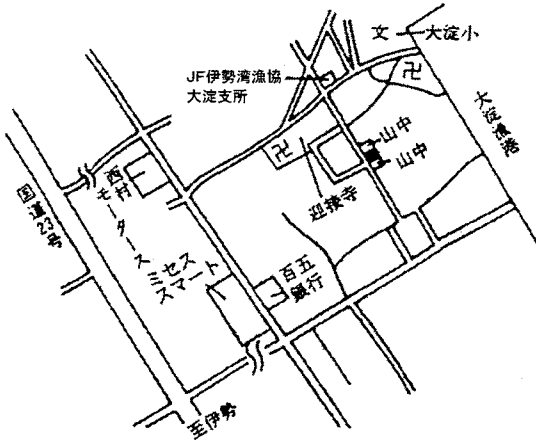 文
大淀小
JF伊勢湾漁協
大淀支所
卍
大淀漁港
山中
山中
卍
迎接寺
西村モータース
国道23号
ミセススマート
百五
銀行
至伊勢